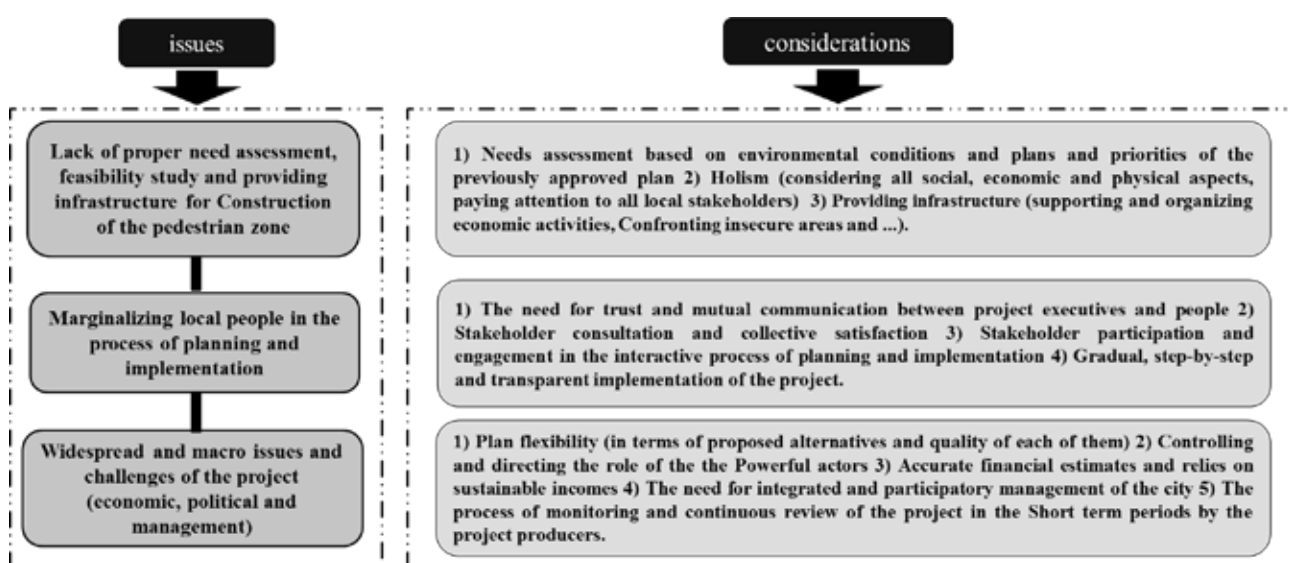 issues
considerations
Lack of proper need assessment,
feasibility study and providing
infrastructure for Construction
of the pedestrian zone
1) Needs assessment based on environmental conditions and plans and priorities of the
previously approved plan 2) Holism (considering all social, economic and physical aspects,
paying attention to all local stakeholders) 3) Providing infrastructure (supporting and organizing
economic activities, Confronting insecure areas and ...).
Marginalizing local people in the
process of planning and
implementation
1) The need for trust and mutual communication between project executives and people 2)
Stakeholder consultation and collective satisfaction 3) Stakeholder participation and
engagement in the interactive process of planning and implementation 4) Gradual, step-by-step
and transparent implementation of the project.
Widespread and macro issues and
challenges of the project
(economic, political and
management)
1) Plan flexibility (in terms of proposed alternatives and quality of each of them) 2) Controlling
and directing the role of the the Powerful actors 3) Accurate financial estimates and relies on
sustainable incomes 4) The need for integrated and participatory management of the city 5) The
process of monitoring and continuous review of the project in the Short term periods by the
project producers.